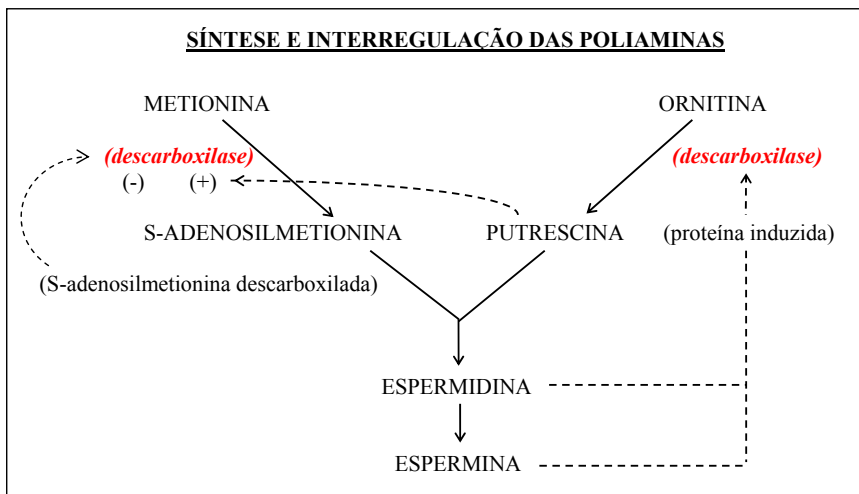 SÍNTESE E INTERREGULAÇÃO DAS POLIAMINAS
METIONINA ORNITINA
(descarboxilase) (descarboxilase)
(-) (+)
S-ADENOSILMETIONINA PUTRESCINA (proteína induzida)
(S-adenosilmetionina descarboxilada)
ESPERMIDINA
ESPERMINA